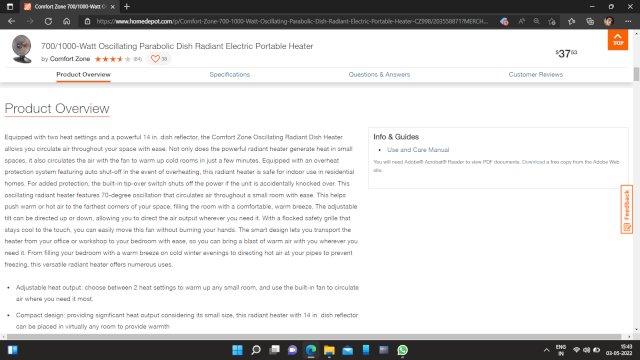 Comfort Zone 700/1000-Watt O
https://www.homedepot.com/p/Comfort-Zone-700-1000-Watt-Oscillating-Parabolic-Dish-Radiant-Electric-Portable-Heater-CZ998/203550871?MERCH...
700/1000-Watt Oscillating Parabolic Dish Radiant Electric Portable Heater
by Comfort Zone (84) 38
$37 53
TOP
Product Overview
Specifications
Questions & Answers
Customer Reviews
Product Overview
Equipped with two heat settings and a powerful 14 in. dish reflector, the Comfort Zone Oscillating Radiant Dish Heater
allows you circulate air throughout your space with ease. Not only does the powerful radiant heater generate heat in small
spaces, it also circulates the air with the fan to warm up cold rooms in just a few minutes. Equipped with an overheat
protection system featuring auto shut-off in the event of overheating, this radiant heater is safe for indoor use in residential
homes. For added protection, the built-in tip-over switch shuts off the power if the unit is accidentally knocked over. This
oscillating radiant heater features 70-degree oscillation that circulates air throughout a small room with ease. This helps
push warm or hot air to the farthest corners of your space, filling the room with a comfortable, warm breeze. The adjustable
tilt can be directed up or down, allowing you to direct the air output wherever you need it. With a flocked safety grille that
stays cool to the touch, you can easily move this fan without burning your hands. The smart design lets you transport the
heater from your office or workshop to your bedroom with ease, so you can bring a blast of warm air with you wherever you
need it. From filling your bedroom with a warm breeze on cold winter evenings to directing hot air at your pipes to prevent
freezing, this versatile radiant heater offers numerous uses.
• Adjustable heat output: choose between 2 heat settings to warm up any small room, and use the built-in fan to circulate
air where you need it most.
• Compact design: providing significant heat output considering its small size, this radiant heater with 14 in. dish reflector
can be placed in virtually any room to provide warmth
Info & Guides
• Use and Care Manual
You will need Adobe® Acrobat® Reader to view PDF documents. Download a free copy from the Adobe Web
site.
Feedback
ENG
IN
15:43
03-05-2022